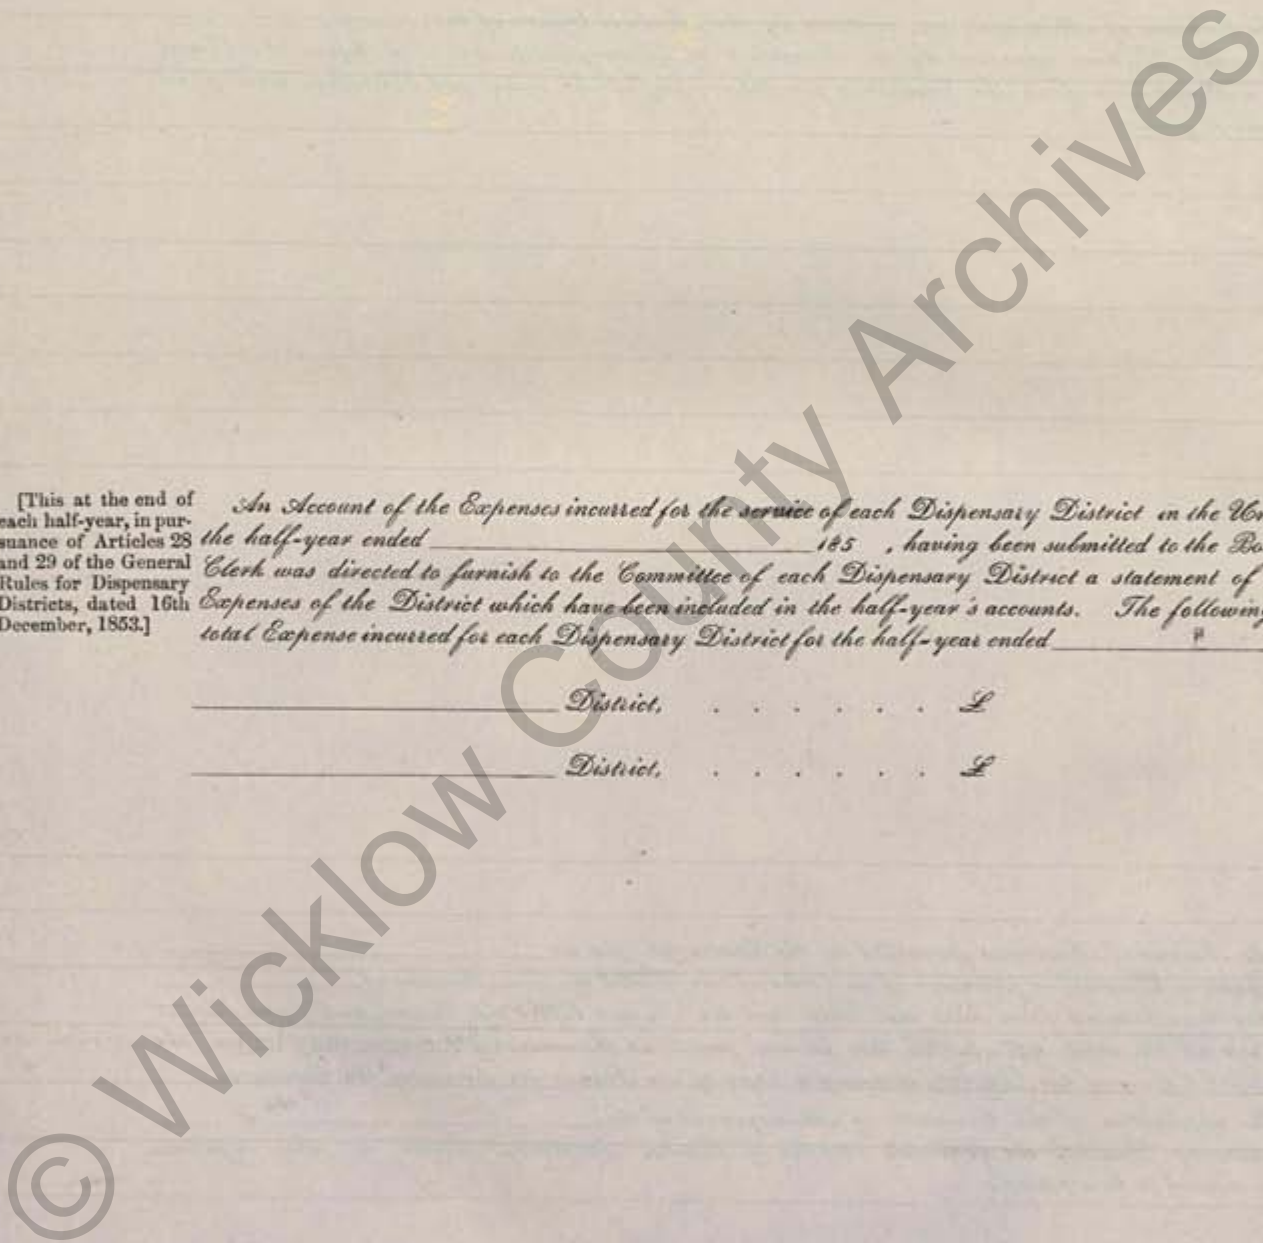 [This at the end of
each half-year, in pur-
suance of Articles 28
and 29 of the General
Rules for Dispensary
Districts, dated 16th
December, 1853.]
An Account of the Expenses incurred for the service of each Dispensary District in the Un
the half-year ended 185 , having been submitted to the Bo
Clerk was directed to furnish to the Committee of each Dispensary District a statement of
Expenses of the District which have been included in the half-year's accounts. The following
total Expense incurred for each Dispensary District for the half-year ended
District, . . . . . . £
District, . . . . . . £
© Wicklow County Archives